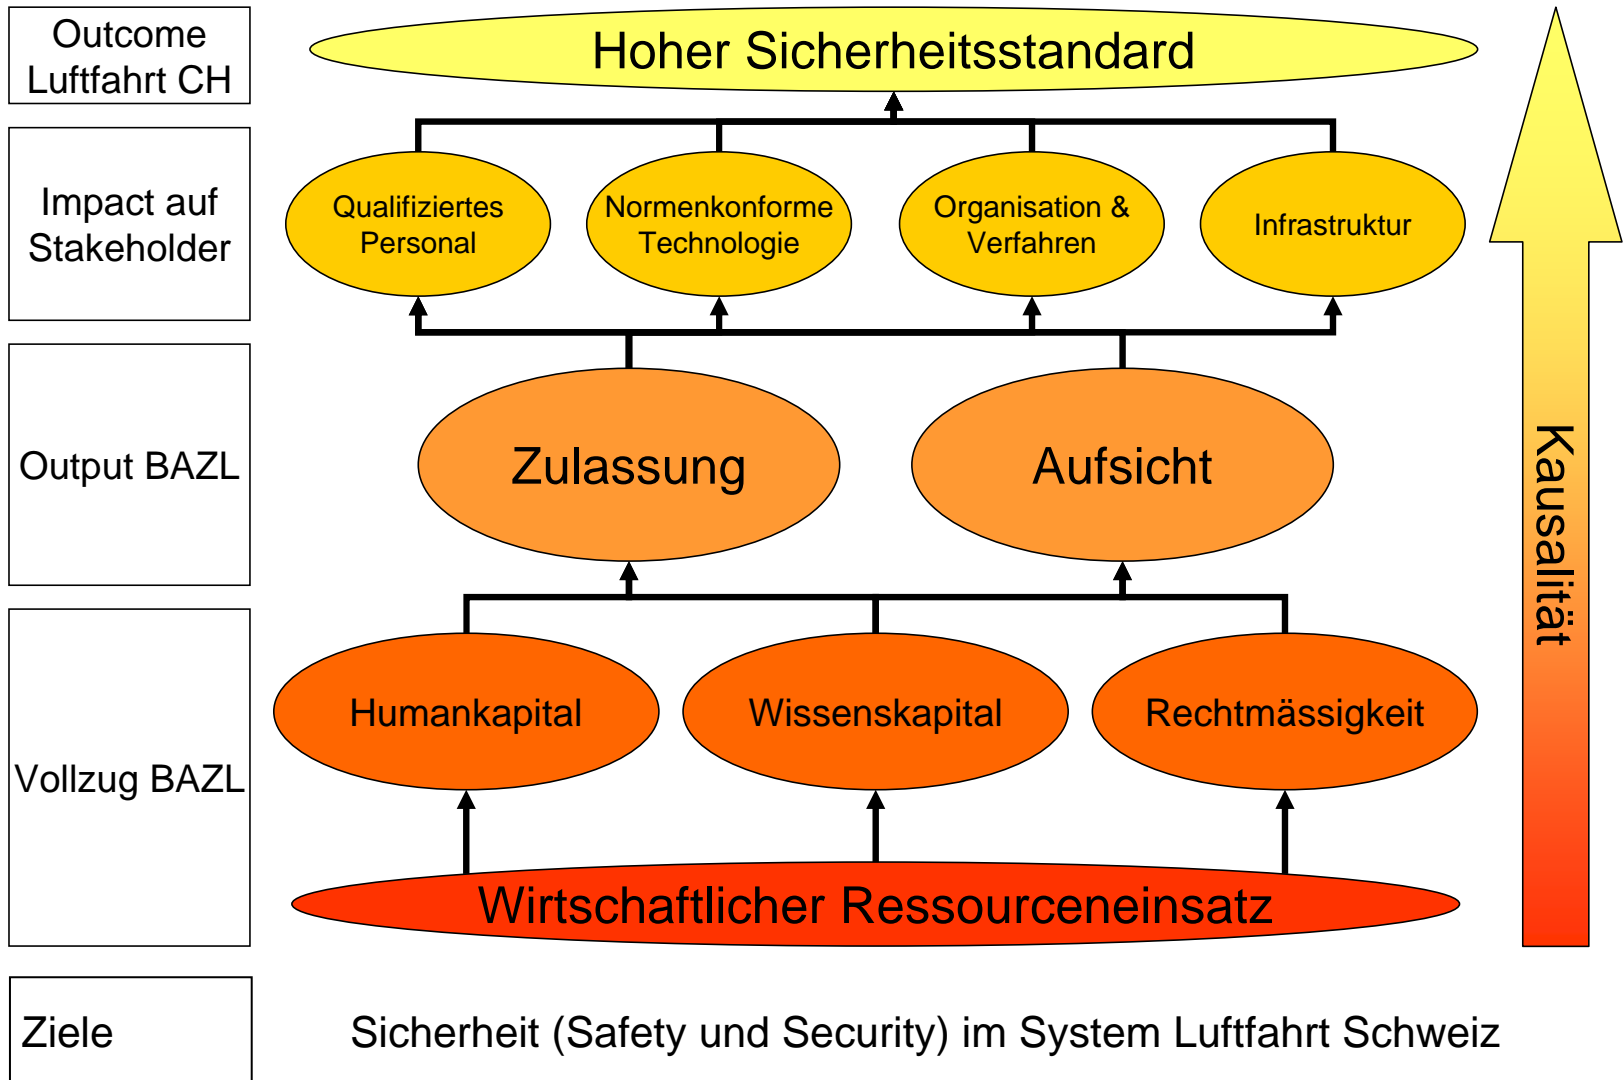 Outcome
Luftfahrt CH
Hoher Sicherheitsstandard
Impact auf
Stakeholder
Qualifiziertes
Personal
Normenkonforme
Technologie
Organisation &
Verfahren
Infrastruktur
Output BAZL
Zulassung
Aufsicht
Kausalität
Vollzug BAZL
Humankapital
Wissenskapital
Rechtmässigkeit
Wirtschaftlicher Ressourceneinsatz
Ziele
Sicherheit (Safety und Security) im System Luftfahrt Schweiz